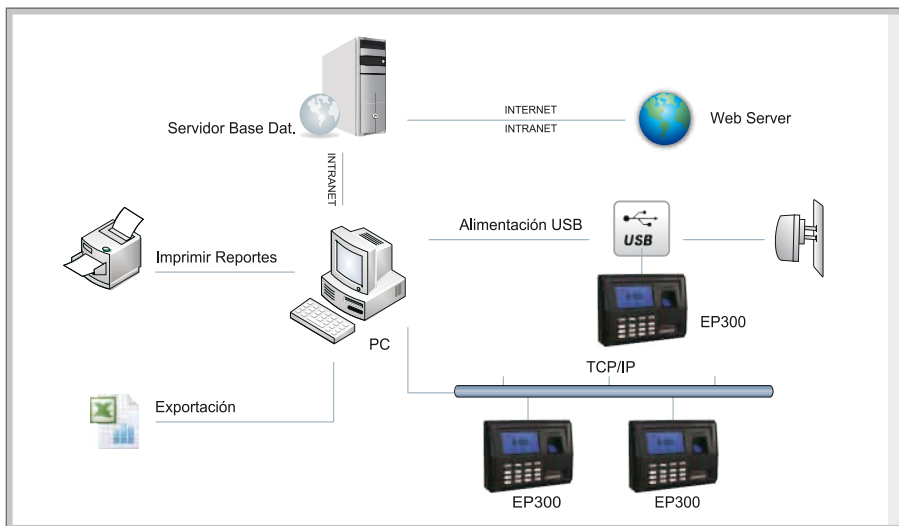 INTERNET
Servidor Base Dat.
INTRANET
Web Server
INTRANET
Alimentación USB
USB
Imprimir Reportes
EP300
PC
TCP/IP
Exportación
EP300
EP300